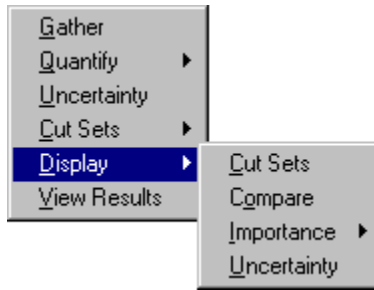 Gather
Quantify
Uncertainty
Cut Sets
Display
View Results
Cut Sets
Compare
Importance
Uncertainty